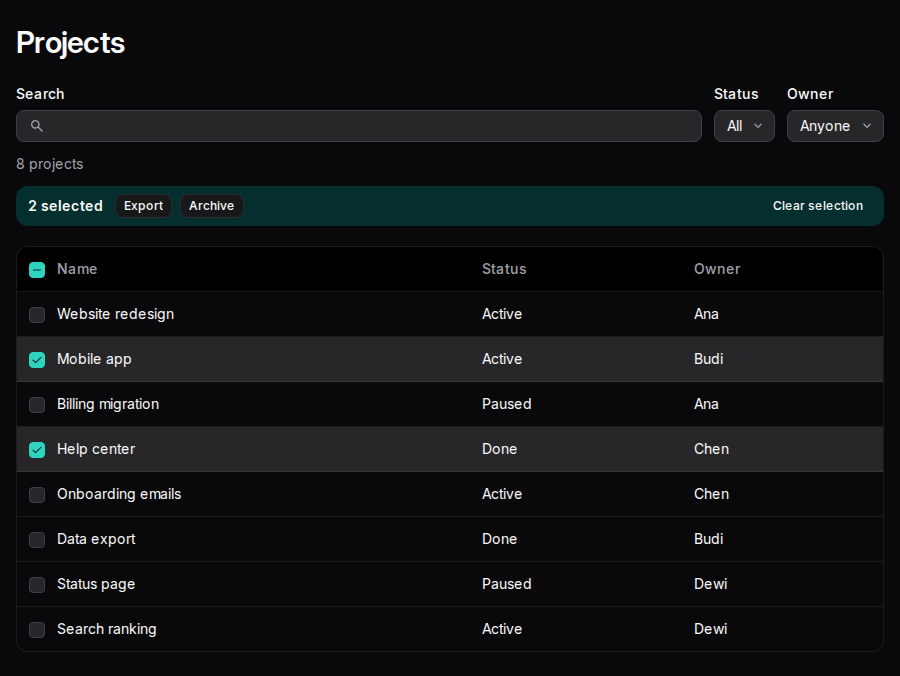 Projects
Search Status Owner
All Anyone
8 projects
2 selected Export Archive Clear selection
Name Status Owner
Website redesign Active Ana
Mobile app Active Budi
Billing migration Paused Ana
Help center Done Chen
Onboarding emails Active Chen
Data export Done Budi
Status page Paused Dewi
Search ranking Active Dewi